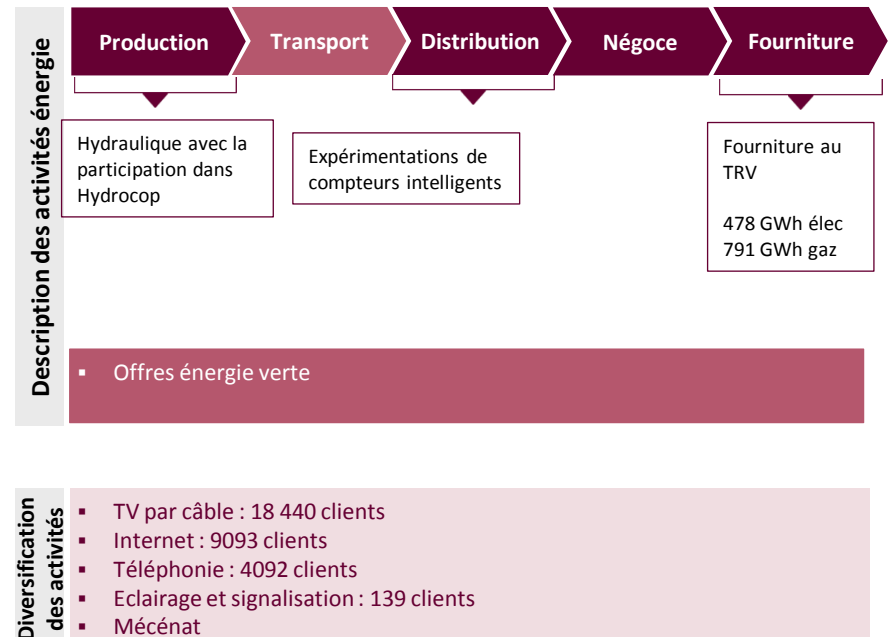 Description des activités énergie
Production
Transport
Distribution
Négoce
Fourniture
Hydraulique avec la
participation dans
Hydrocop
Expérimentations de
compteurs intelligents
Fourniture au
TRV
478 GWh élec
791 GWh gaz
▪ Offres énergie verte
Diversification
des activités
▪ TV par câble : 18 440 clients
▪ Internet : 9093 clients
▪ Téléphonie : 4092 clients
▪ Eclairage et signalisation : 139 clients
▪ Mécénat